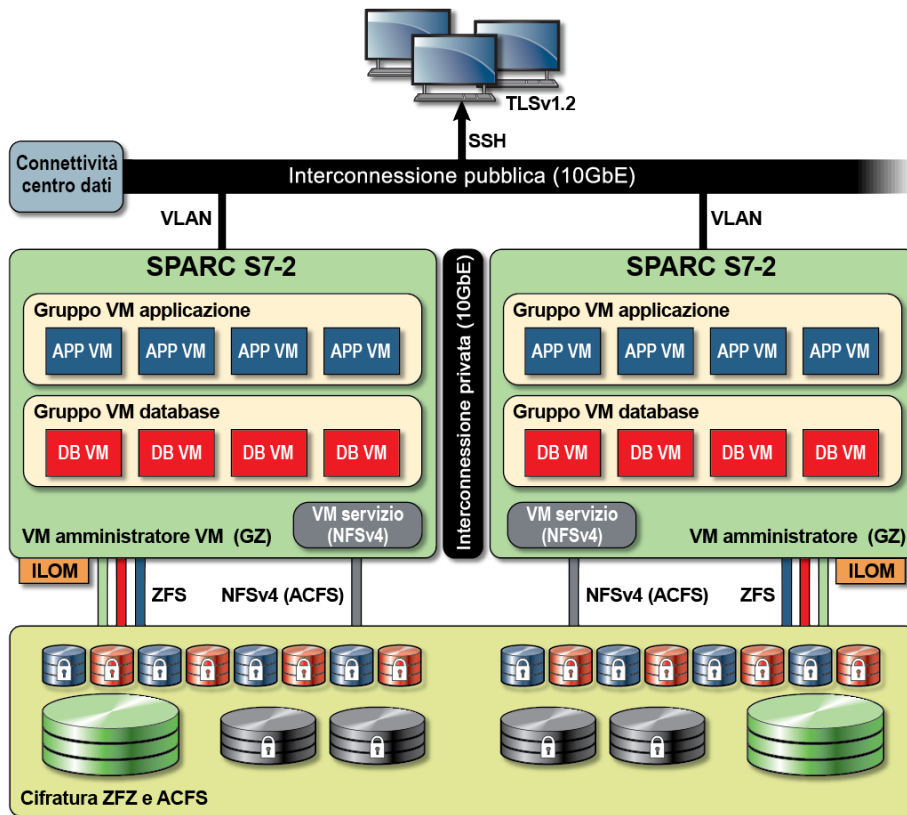 TLSv1.2
SSH
Connettività
centro dati
Interconnessione pubblica (10GbE)
VLAN
VLAN
SPARC S7-2
Gruppo VM applicazione
APP VM APP VM APP VM APP VM
Gruppo VM database
DB VM DB VM DB VM DB VM
VM servizio
(NFSv4)
VM amministratore VM (GZ)
ILOM
Interconnessione privata (10GbE)
SPARC S7-2
Gruppo VM applicazione
APP VM APP VM APP VM APP VM
Gruppo VM database
DB VM DB VM DB VM DB VM
VM servizio
(NFSv4)
VM amministratore (GZ)
ILOM
ZFS
NFSv4 (ACFS)
NFSv4 (ACFS)
ZFS
Cifratura ZFZ e ACFS